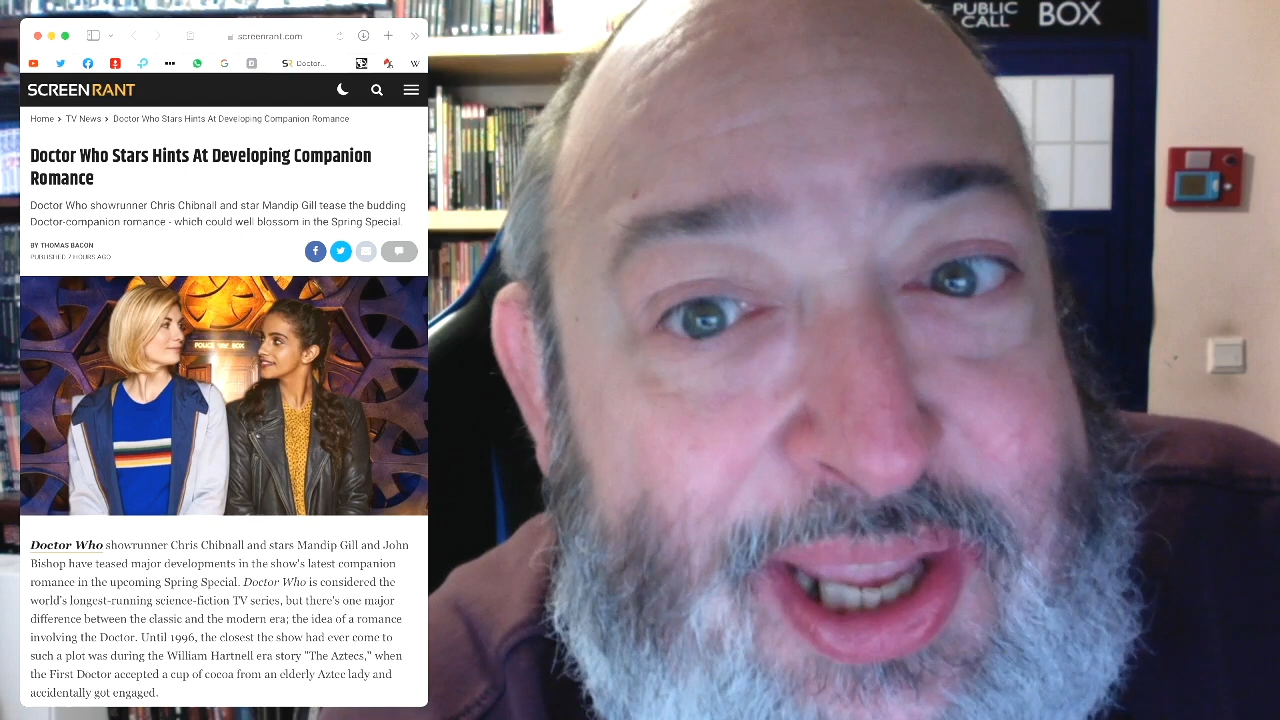 screenrant.com
Doctor...
SCREENRANT
Home > TV News > Doctor Who Stars Hints At Developing Companion Romance
Doctor Who Stars Hints At Developing Companion
Romance
Doctor Who showrunner Chris Chibnall and star Mandip Gill tease the budding
Doctor-companion romance - which could well blossom in the Spring Special.
BY THOMAS BACON
PUBLISHED 7 HOURS AGO
POLICE BOX
Doctor Who showrunner Chris Chibnall and stars Mandip Gill and John
Bishop have teased major developments in the show's latest companion
romance in the upcoming Spring Special. Doctor Who is considered the
world's longest-running science-fiction TV series, but there's one major
difference between the classic and the modern era; the idea of a romance
involving the Doctor. Until 1996, the closest the show had ever come to
such a plot was during the William Hartnell era story "The Aztecs," when
the First Doctor accepted a cup of cocoa from an elderly Aztec lady and
accidentally got engaged.
PUBLIC
CALL
BOX